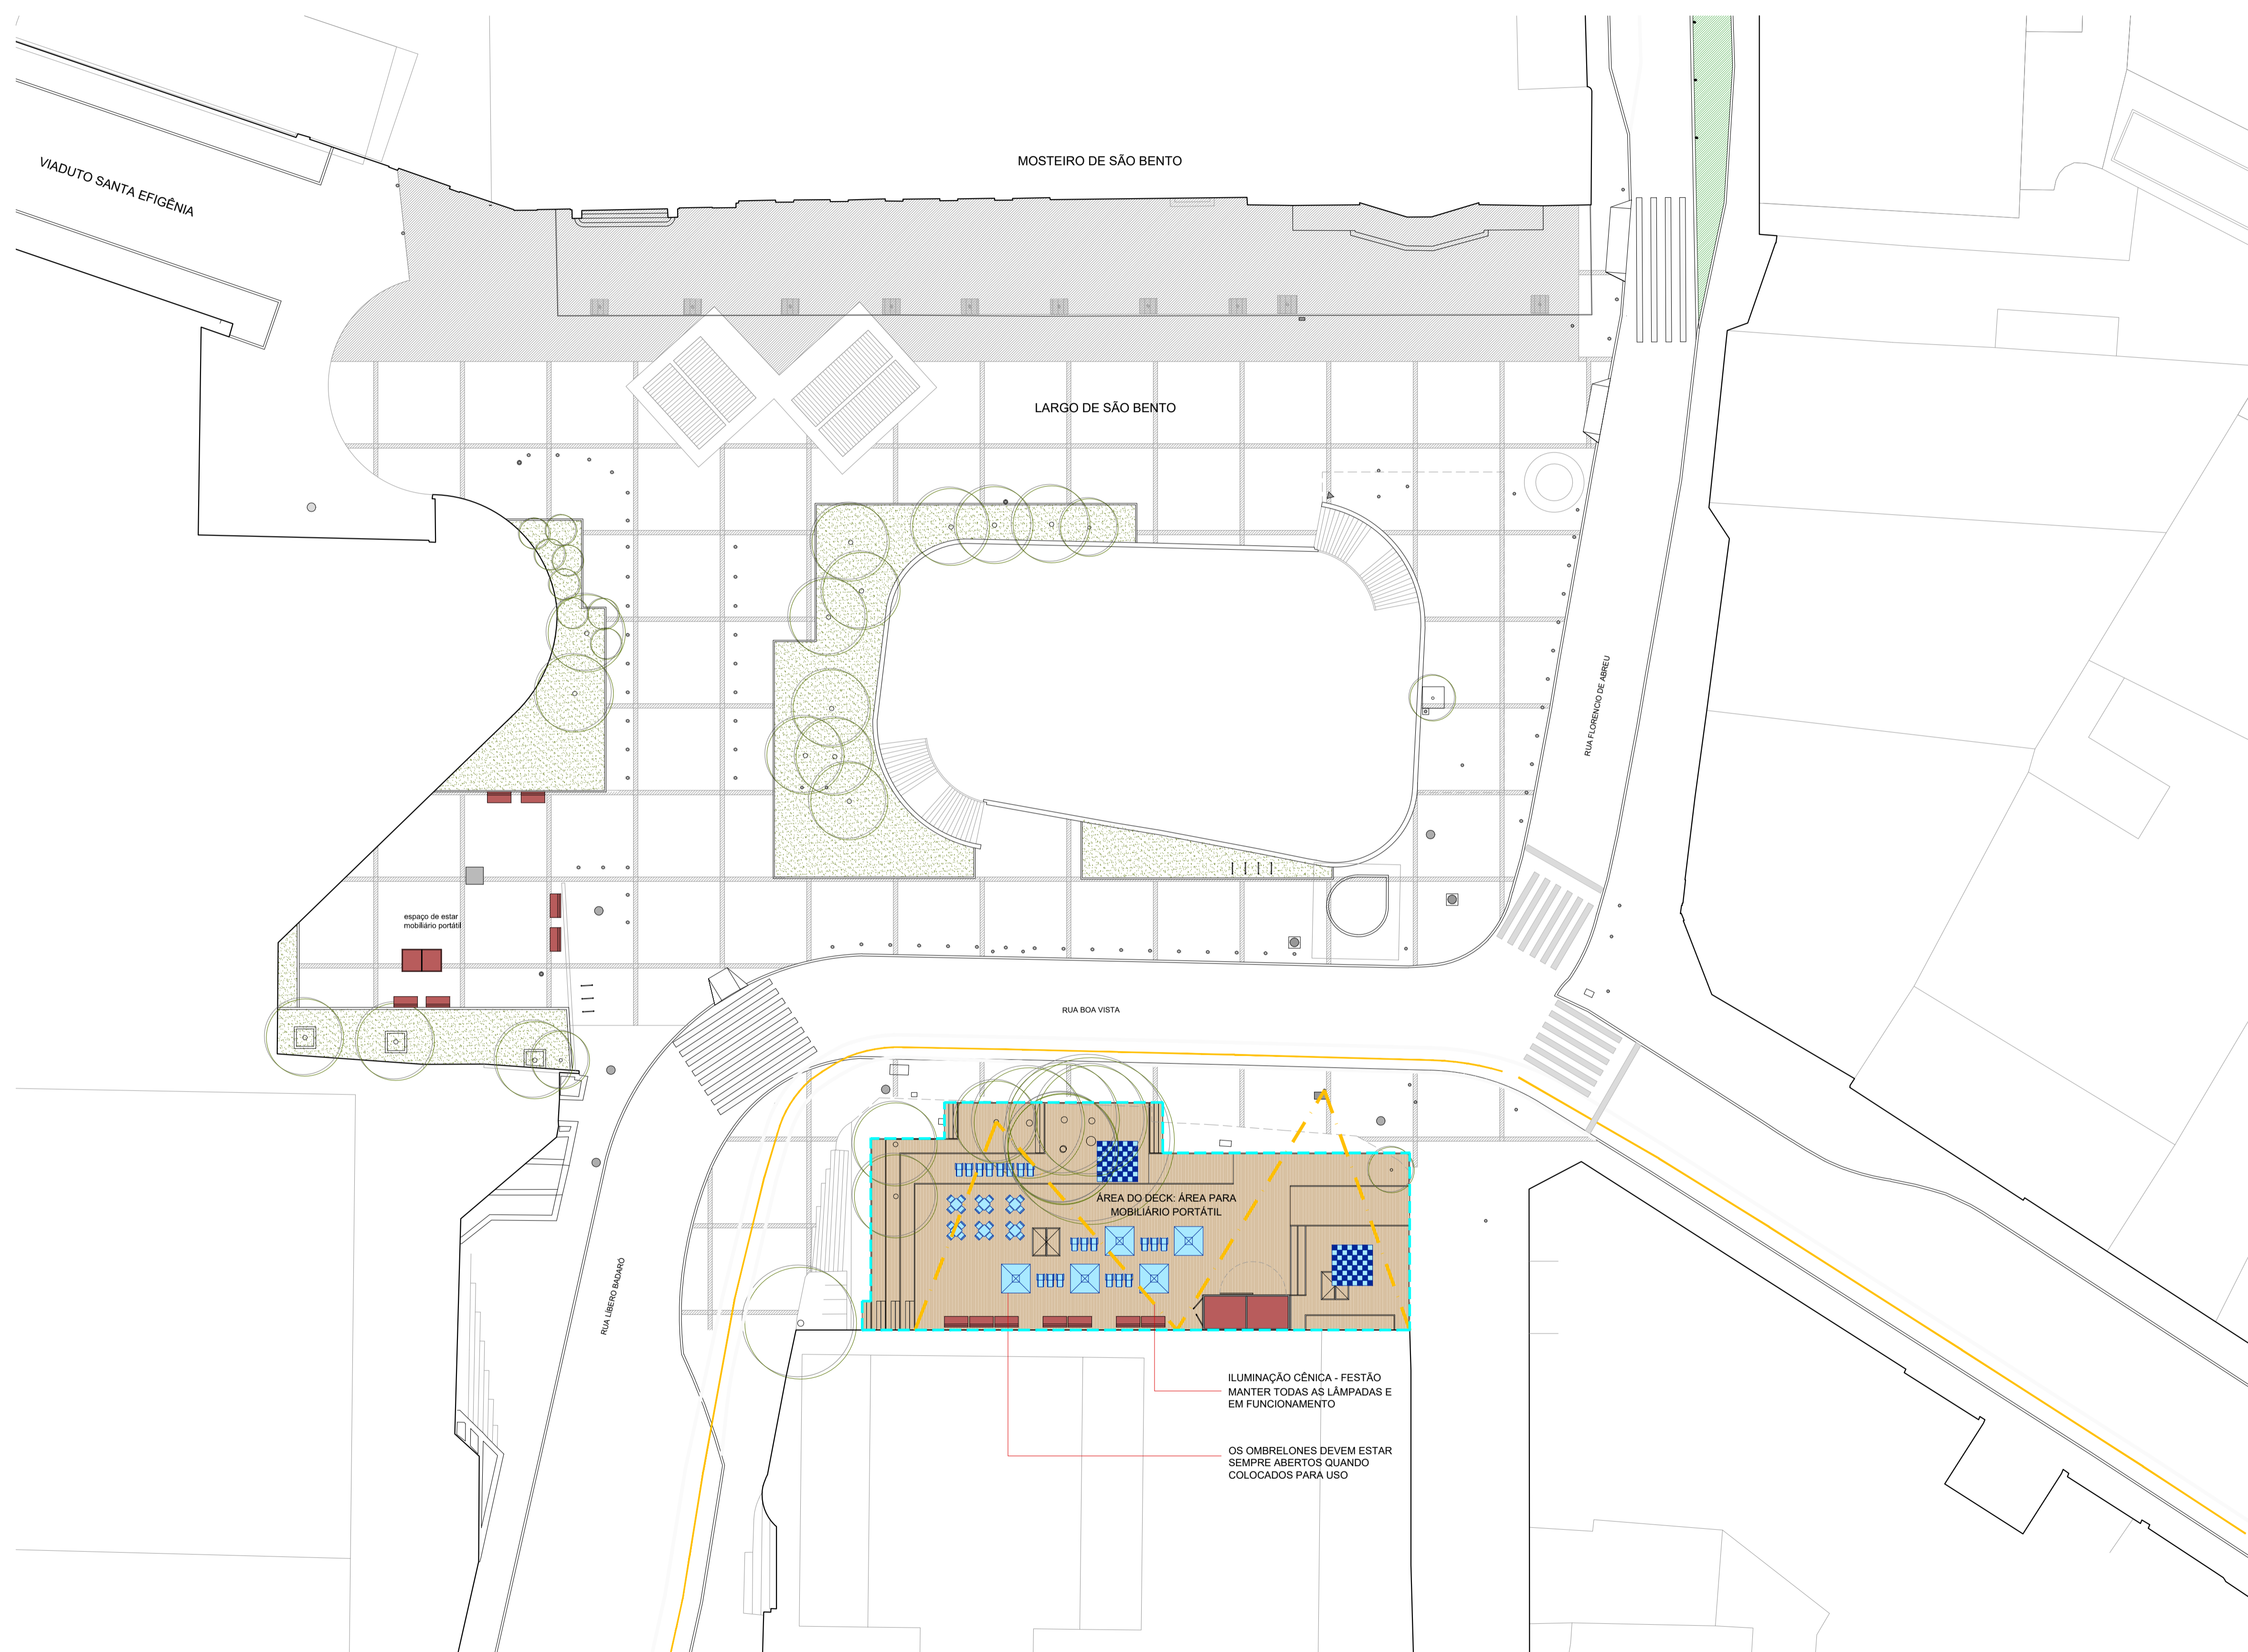 MOSTEIRO DE SÃO BENTO
VIADUTO SANTA EFIGÊNIA
LARGO DE SÃO BENTO
RUA FLORENCIO DE ABREU
espaço de estar
mobiliário portátil
RUA BOA VISTA
ÁREA DO DECK: ÁREA PARA
MOBILIÁRIO PORTÁTIL
RUA LÍBERO BADARÓ
ILUMINAÇÃO CÊNICA - FESTÃO
MANTER TODAS AS LÂMPADAS E
EM FUNCIONAMENTO
OS OMBRELONES DEVEM ESTAR
SEMPRE ABERTOS QUANDO
COLOCADOS PARA USO